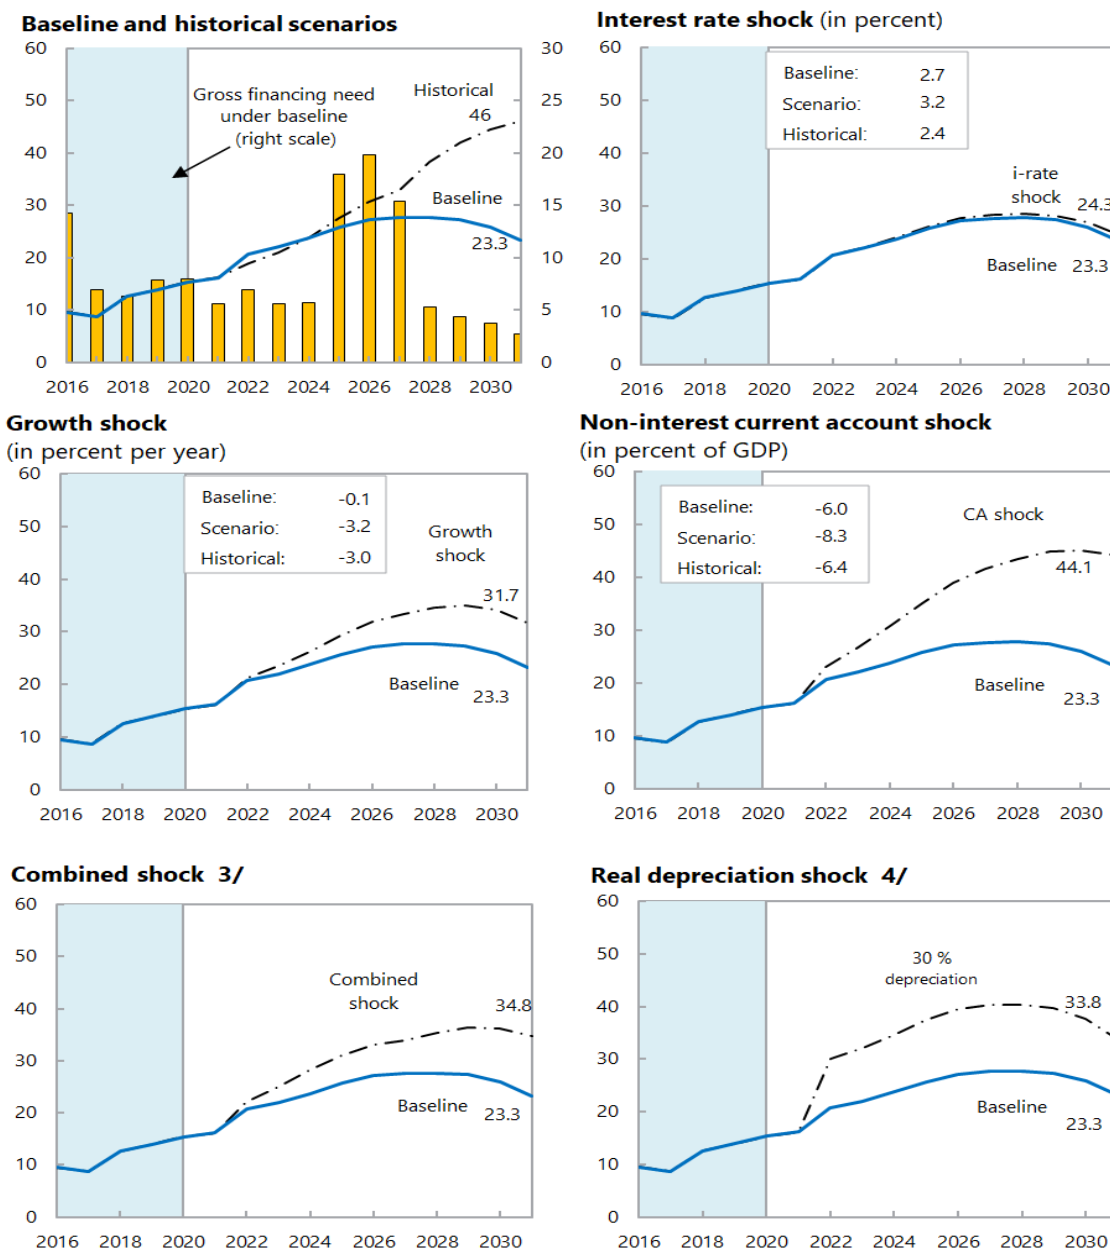 Baseline and historical scenarios
60
50
40
30
20
10
0
30
25
20
15
10
5
0
Gross financing need
under baseline
(right scale)
Historical
46
Baseline
23.3
2016 2018 2020 2022 2024 2026 2028 2030
Interest rate shock (in percent)
60
50
40
30
20
10
0
Baseline: 2.7
Scenario: 3.2
Historical: 2.4
i-rate
shock
24.3
Baseline 23.3
2016 2018 2020 2022 2024 2026 2028 2030
Growth shock
(in percent per year)
60
50
40
30
20
10
0
Baseline: -0.1
Scenario: -3.2
Historical: -3.0
Growth
shock
31.7
Baseline 23.3
2016 2018 2020 2022 2024 2026 2028 2030
Non-interest current account shock
(in percent of GDP)
60
50
40
30
20
10
0
Baseline: -6.0
Scenario: -8.3
Historical: -6.4
CA shock
44.1
Baseline
23.3
2016 2018 2020 2022 2024 2026 2028 2030
Combined shock 3/
60
50
40
30
20
10
0
Combined
shock
34.8
Baseline
23.3
2016 2018 2020 2022 2024 2026 2028 2030
Real depreciation shock 4/
60
50
40
30
20
10
0
30 %
depreciation
33.8
Baseline
23.3
2016 2018 2020 2022 2024 2026 2028 2030